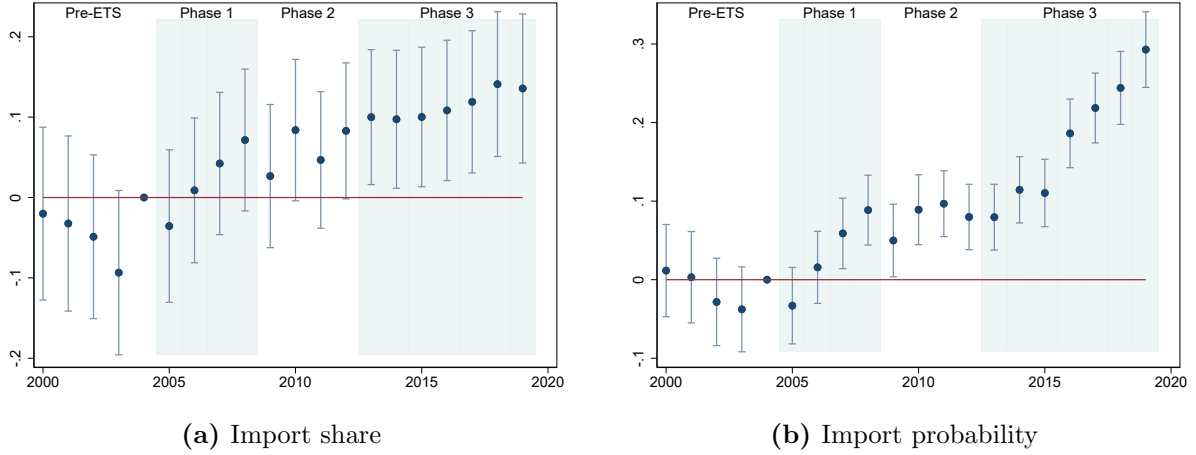 Pre-ETS Phase 1 Phase 2 Phase 3
.2
.1
0
-.1
-.2
2000 2005 2010 2015 2020
(a) Import share
Pre-ETS Phase 1 Phase 2 Phase 3
.3
.2
.1
0
-.1
2000 2005 2010 2015 2020
(b) Import probability